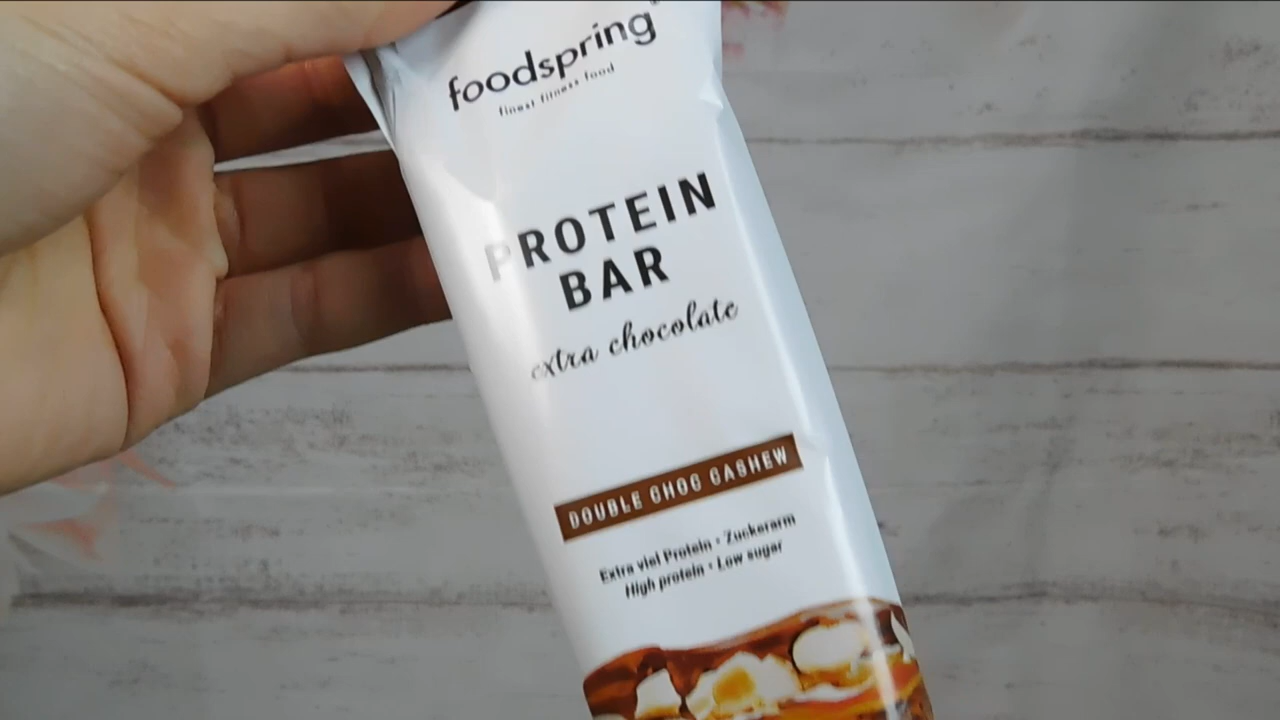 foodspring
finest fitness food
PROTEIN
BAR
extra chocolate
DOUBLE CHOC CASHEW
Extra viel Protein • Zuckerarm
High protein • Low sugar